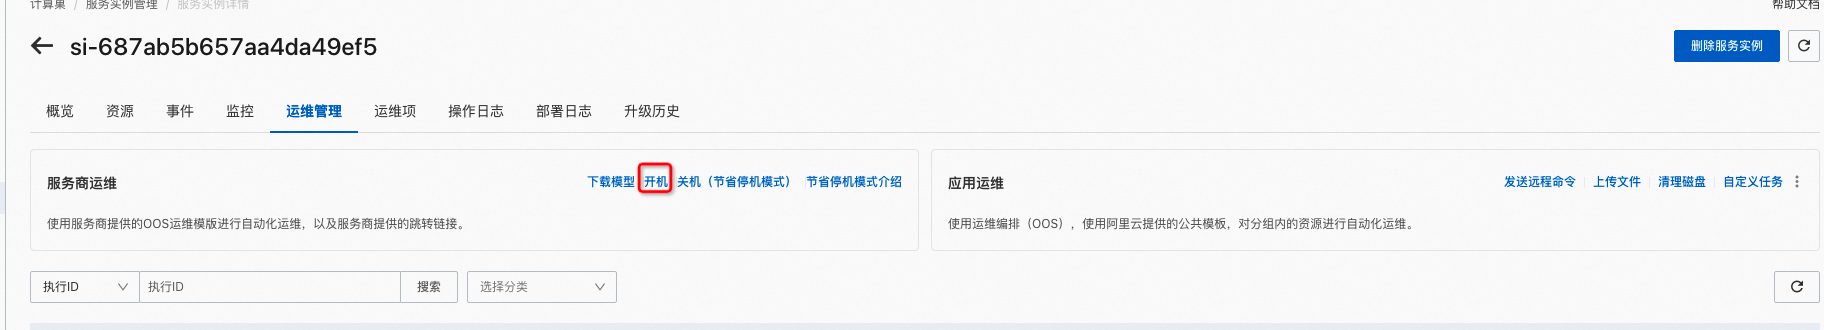 计算巢 / 服务实例管理 / 服务实例详情
帮助文档
si-687ab5b657aa4da49ef5
删除服务实例
概览 资源 事件 监控 运维管理 运维项 操作日志 部署日志 升级历史
服务商运维
下载模型 开机 关机（节省停机模式） 节省停机模式介绍
使用服务商提供的OOS运维模版进行自动化运维，以及服务商提供的跳转链接。
应用运维
发送远程命令 上传文件 清理磁盘 自定义任务
使用运维编排（OOS），使用阿里云提供的公共模板，对分组内的资源进行自动化运维。
执行ID 执行ID 搜索 选择分类